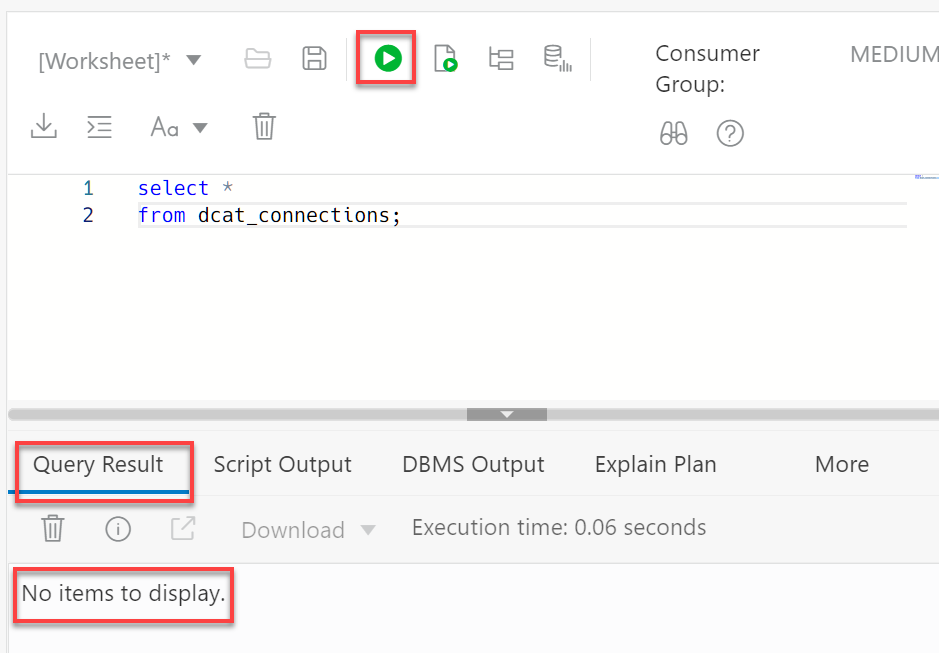 [Worksheet]*
Consumer
Group:
MEDIUM
Aa
?
1 select *
2 from dcat_connections;
Query Result
Script Output
DBMS Output
Explain Plan
More
Download
Execution time: 0.06 seconds
No items to display.